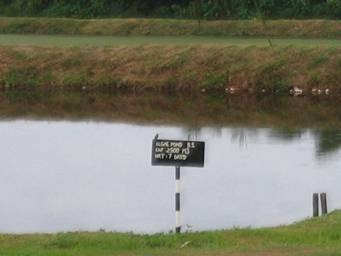 ALGAE POND B.S
CAP 2500 M3
HRT : 7 DAYS